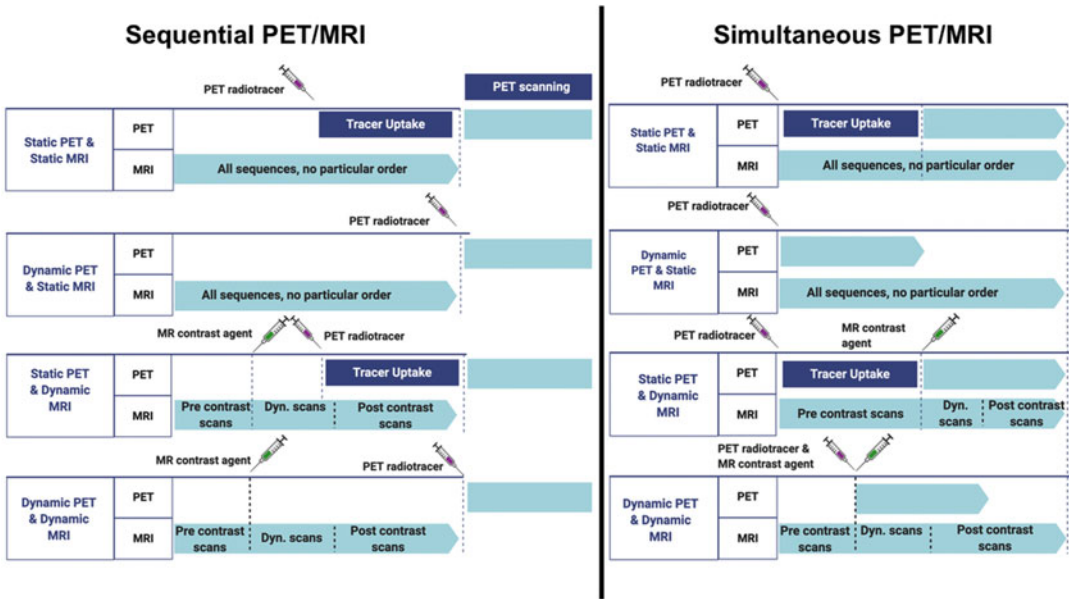 Sequential PET/MRI
PET radiotracer
PET scanning
Static PET &
Static MRI
PET
Tracer Uptake
MRI
All sequences, no particular order
PET radiotracer
Dynamic PET
& Static MRI
PET
MRI
All sequences, no particular order
MR contrast agent
PET radiotracer
Static PET
& Dynamic
MRI
PET
Tracer Uptake
MRI
Pre contrast
scans
Dyn. scans
Post contrast
scans
MR contrast agent
PET radiotracer
Dynamic PET
& Dynamic
MRI
PET
MRI
Pre contrast
scans
Dyn. scans
Post contrast
scans
Simultaneous PET/MRI
PET radiotracer
Static PET &
Static MRI
PET
Tracer Uptake
MRI
All sequences, no particular order
PET radiotracer
Dynamic
PET & Static
MRI
PET
MRI
All sequences, no particular order
PET radiotracer
MR contrast
agent
Static PET
& Dynamic
MRI
PET
Tracer Uptake
MRI
Pre contrast scans
Dyn.
scans
Post contrast
scans
PET radiotracer &
MR contrast agent
Dynamic PET
& Dynamic
MRI
PET
MRI
Pre contrast
scans
Dyn. scans
Post contrast
scans